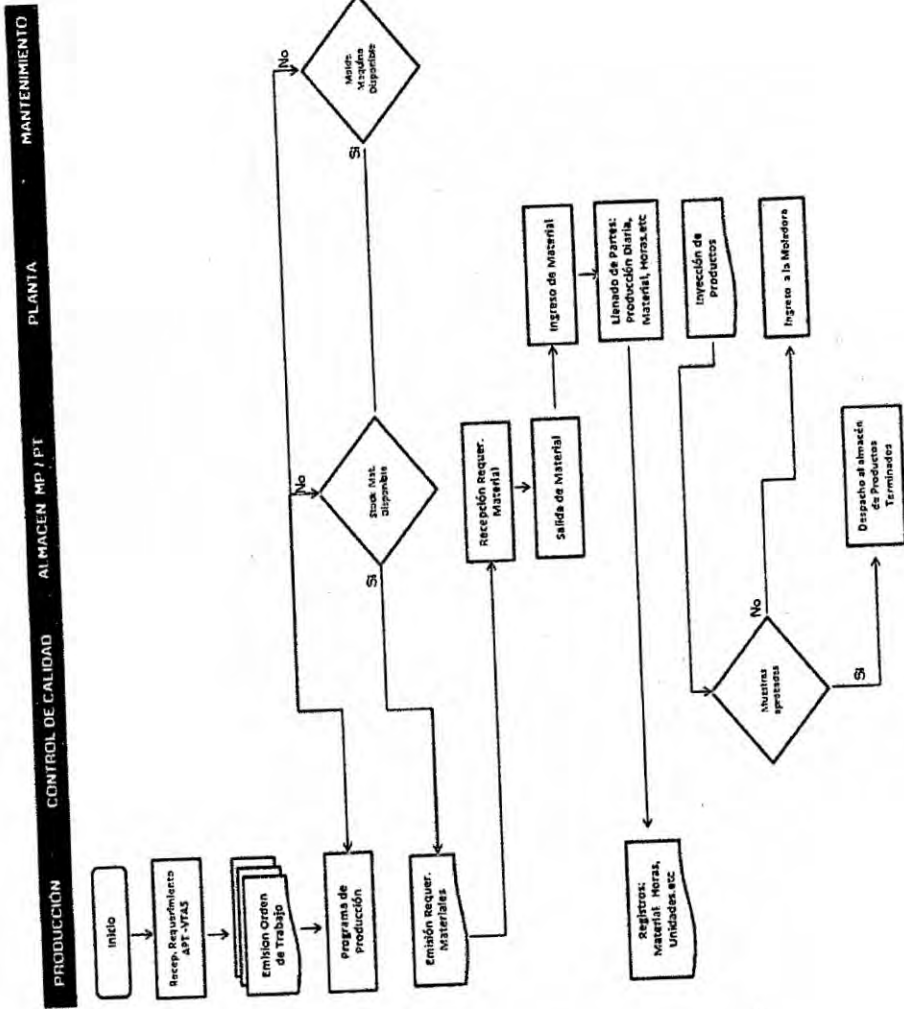 PRODUCCIÓN
CONTROL DE CALIDAD
ALMACEN MP / PT
PLANTA
MANTENIMIENTO
Inicio
Recep. Requerimiento
APT -VTAS
Emision Orden
de Trabajo
Programa de
Producción
No
Stock Mat.
Disponible
Si
No
Molde
Maquina
Disponible
Si
Emisión Requer.
Materiales
Recepción Requer.
Material
Salida de Material
Ingreso de Material
Llenado de Partes:
Producción Diaria,
Material, Horas.etc
Registros:
Material Horas,
Unidades.etc
Inyección de
Productos
Muestras
aprobadas
No
Ingreso a la Moledora
Si
Despacho al almacén
de Productos
Terminados